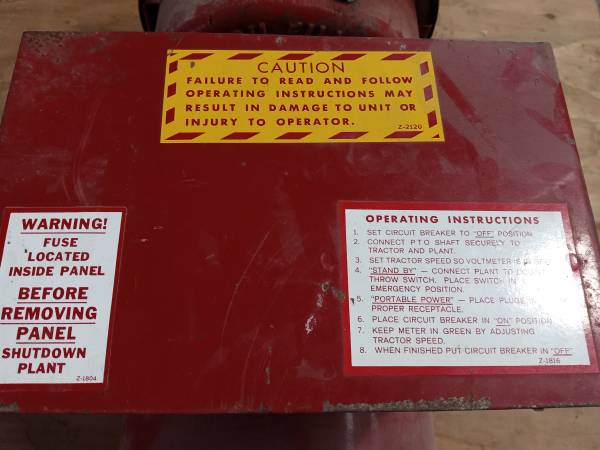 CAUTION
FAILURE TO READ AND FOLLOW
OPERATING INSTRUCTIONS MAY
RESULT IN DAMAGE TO UNIT OR
INJURY TO OPERATOR.
Z-2120
WARNING!
FUSE
LOCATED
INSIDE PANEL
BEFORE
REMOVING
PANEL
SHUTDOWN
PLANT
Z-1804
OPERATING INSTRUCTIONS
1. SET CIRCUIT BREAKER TO "OFF" POSITION
2. CONNECT PTO SHAFT SECURELY TO
TRACTOR AND PLANT.
3. SET TRACTOR SPEED SO VOLTMETER IS
4. "STAND BY" — CONNECT PLANT TO
THROW SWITCH. PLACE SWITCH IN
EMERGENCY POSITION.
5. "PORTABLE POWER" — PLACE PLUG IN
PROPER RECEPTACLE.
6. PLACE CIRCUIT BREAKER IN "ON" POSITION
7. KEEP METER IN GREEN BY ADJUSTING
TRACTOR SPEED.
8. WHEN FINISHED PUT CIRCUIT BREAKER IN "OFF"
Z-1816